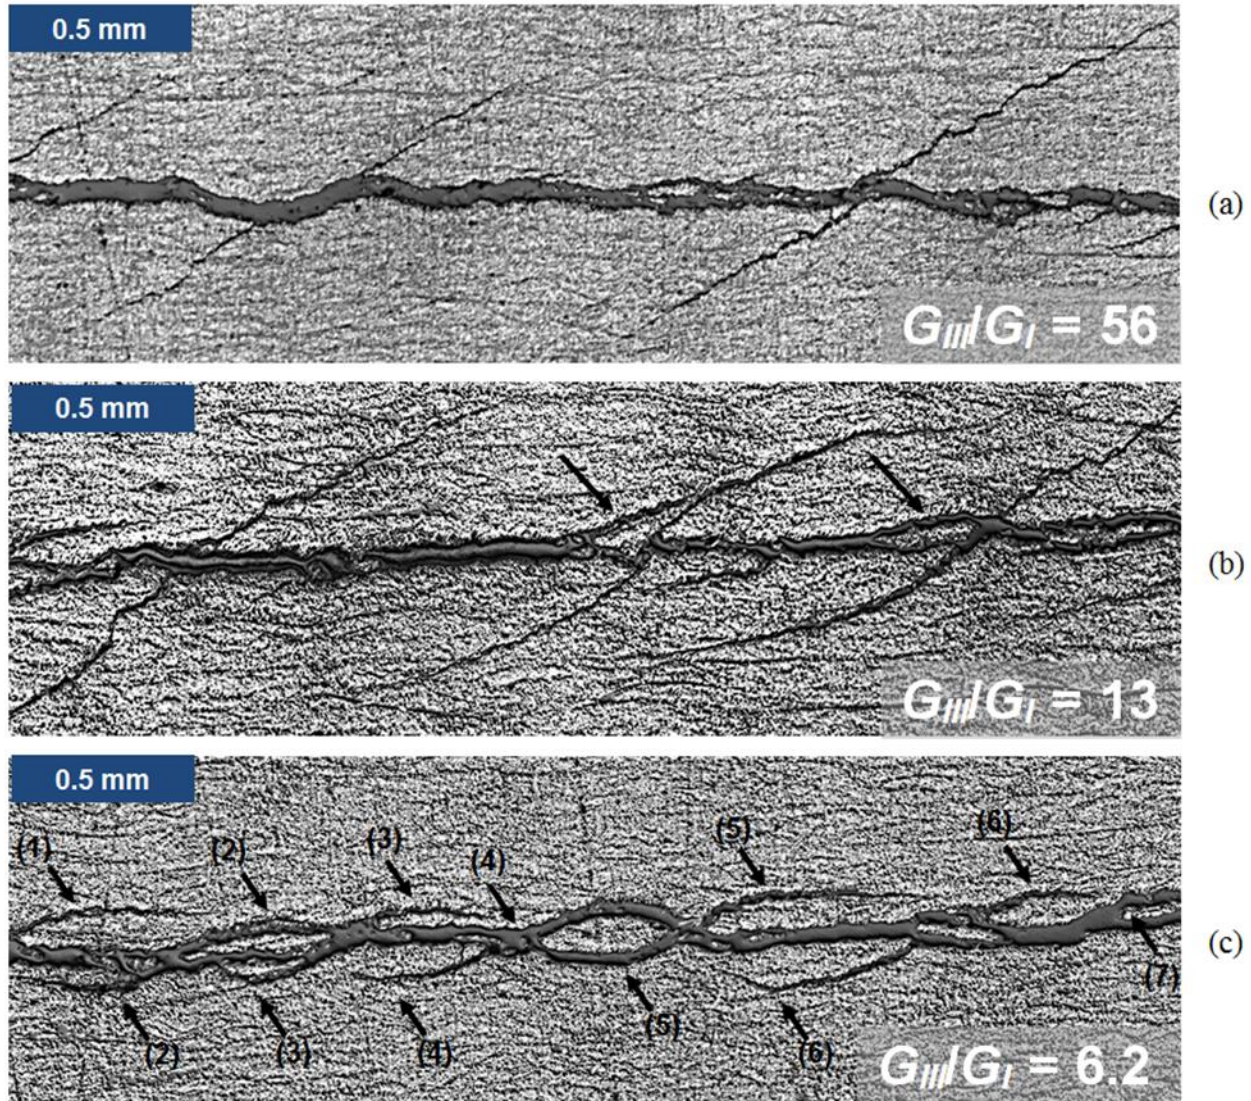 0.5 mm
(a)
G_III/G_I = 56
0.5 mm
(b)
G_III/G_I = 13
0.5 mm
(1) (2) (3) (4) (5) (6)
(c)
(7)
(2) (3) (4) (5) (6)
G_III/G_I = 6.2